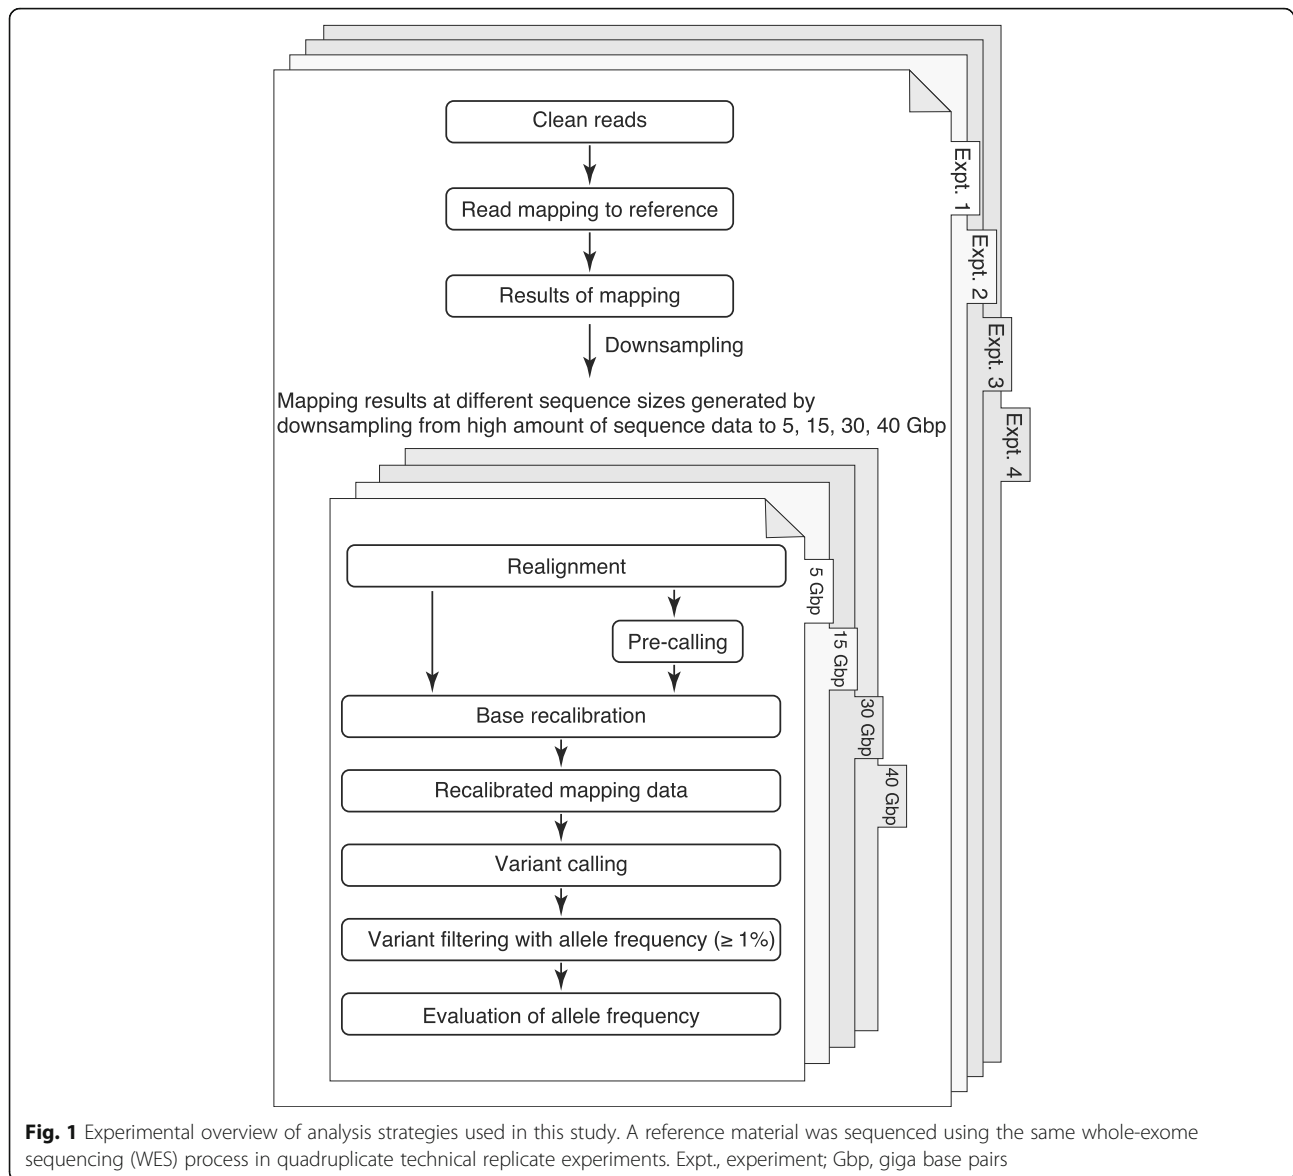 Clean reads
Expt. 1
Read mapping to reference
Expt. 2
Results of mapping
Expt. 3
Downsampling
Mapping results at different sequence sizes generated by
downsampling from high amount of sequence data to 5, 15, 30, 40 Gbp
Expt. 4
Realignment
5 Gbp
Pre-calling
15 Gbp
Base recalibration
30 Gbp
Recalibrated mapping data
40 Gbp
Variant calling
Variant filtering with allele frequency (≥ 1%)
Evaluation of allele frequency
Fig. 1 Experimental overview of analysis strategies used in this study. A reference material was sequenced using the same whole-exome
sequencing (WES) process in quadruplicate technical replicate experiments. Expt., experiment; Gbp, giga base pairs